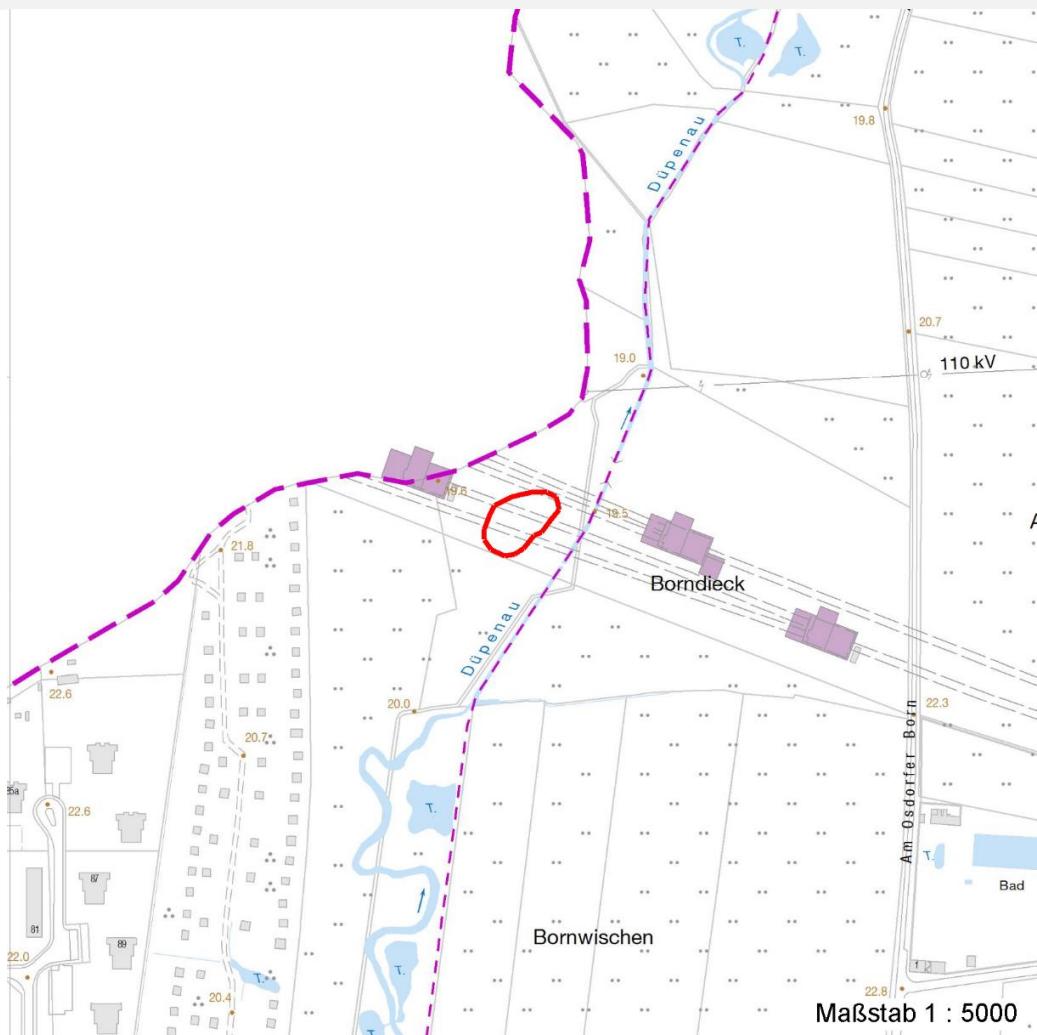 T.
T.
19.8
Düpenau
20.7
19.0
110 kV
19.6
19.5
21.8
Borndieck
Düpenau
22.6
20.0
22.3
20.7
Am Osdorfer Born
22.6
T.
T.
Bad
87
81
89
Bornwischen
22.0
T.
T.
1
2
20.4
22.8
T.
Maßstab 1 : 5000